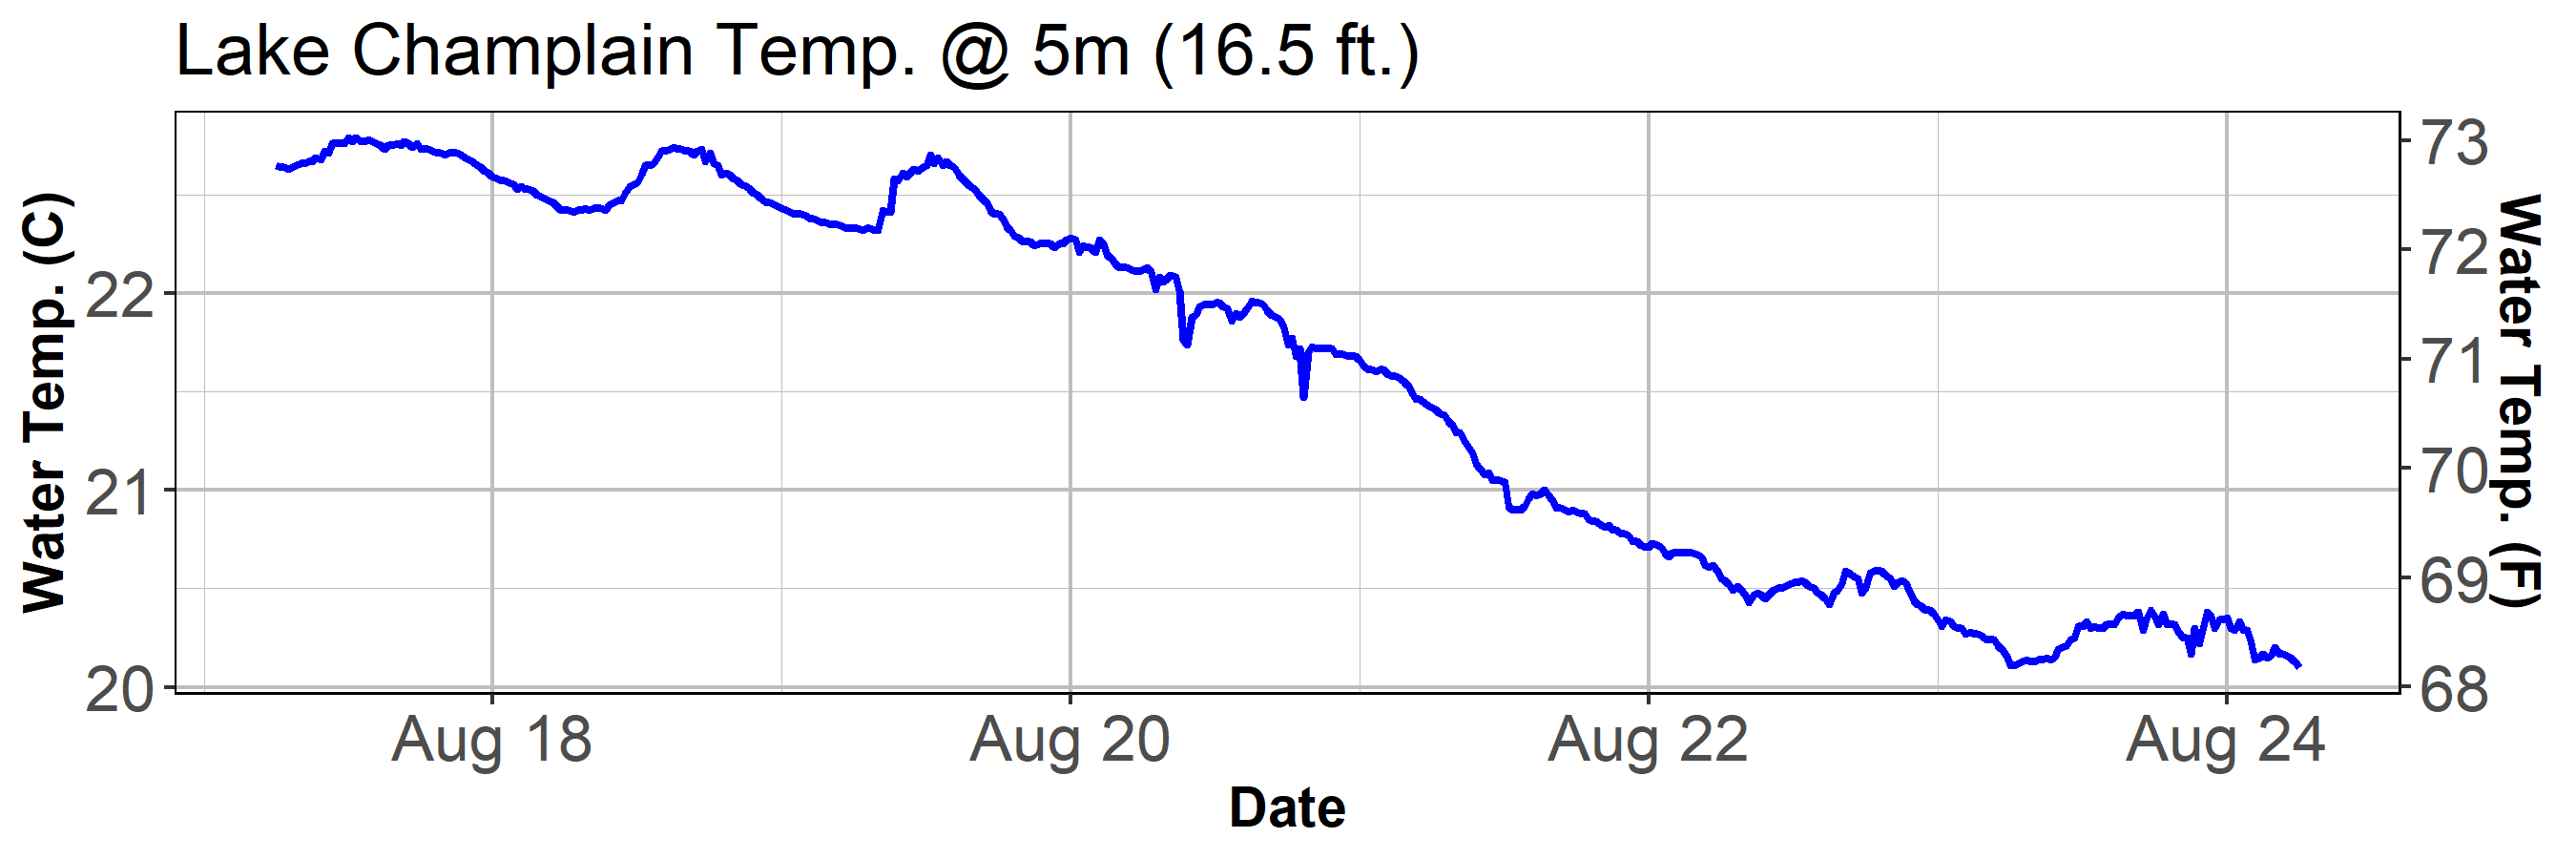 Lake Champlain Temp. @ 5m (16.5 ft.)
Water Temp. (C)
22
21
20
73
72
71
70
69
68
Water Temp. (F)
Aug 18
Aug 20
Aug 22
Aug 24
Date